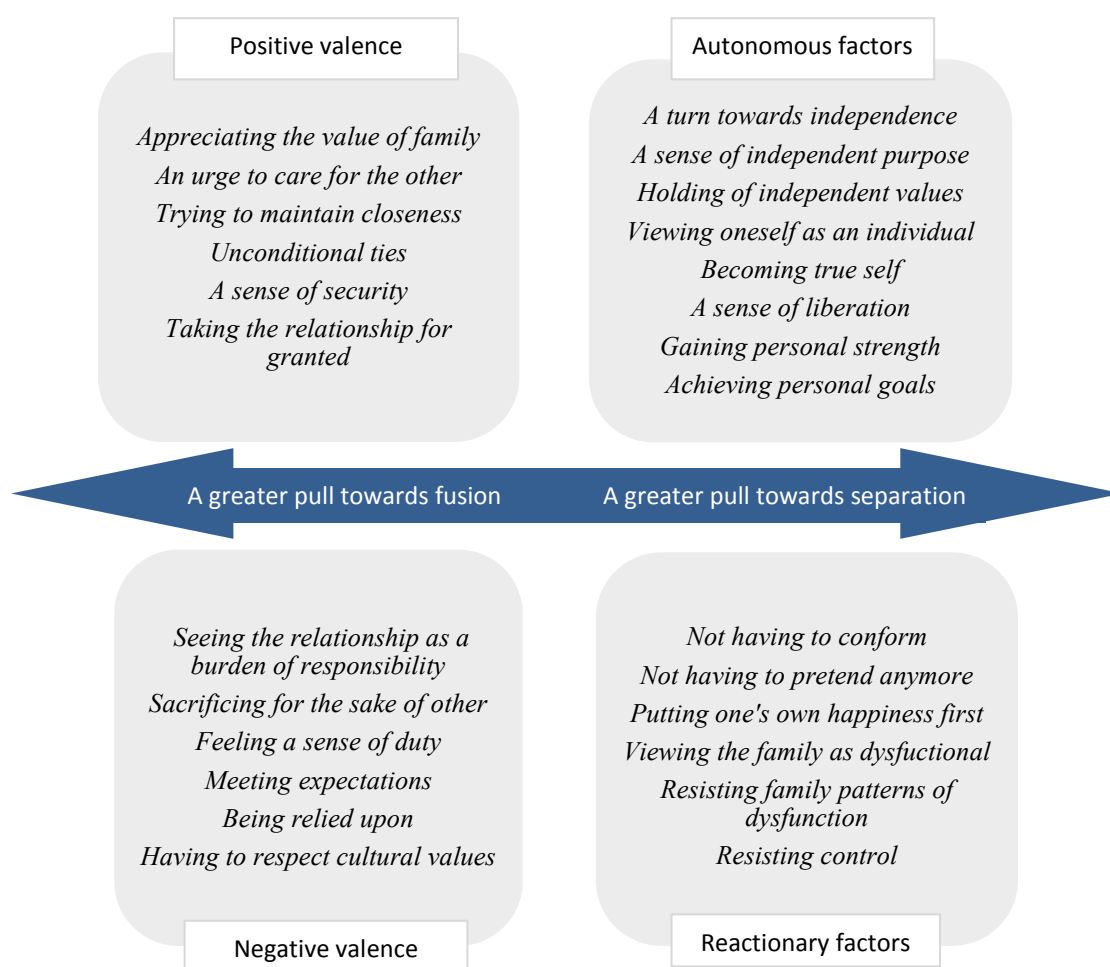 Positive valence
Appreciating the value of family
An urge to care for the other
Trying to maintain closeness
Unconditional ties
A sense of security
Taking the relationship for
granted
Autonomous factors
A turn towards independence
A sense of independent purpose
Holding of independent values
Viewing oneself as an individual
Becoming true self
A sense of liberation
Gaining personal strength
Achieving personal goals
A greater pull towards fusion
A greater pull towards separation
Seeing the relationship as a
burden of responsibility
Sacrificing for the sake of other
Feeling a sense of duty
Meeting expectations
Being relied upon
Having to respect cultural values
Negative valence
Not having to conform
Not having to pretend anymore
Putting one's own happiness first
Viewing the family as dysfuctional
Resisting family patterns of
dysfunction
Resisting control
Reactionary factors